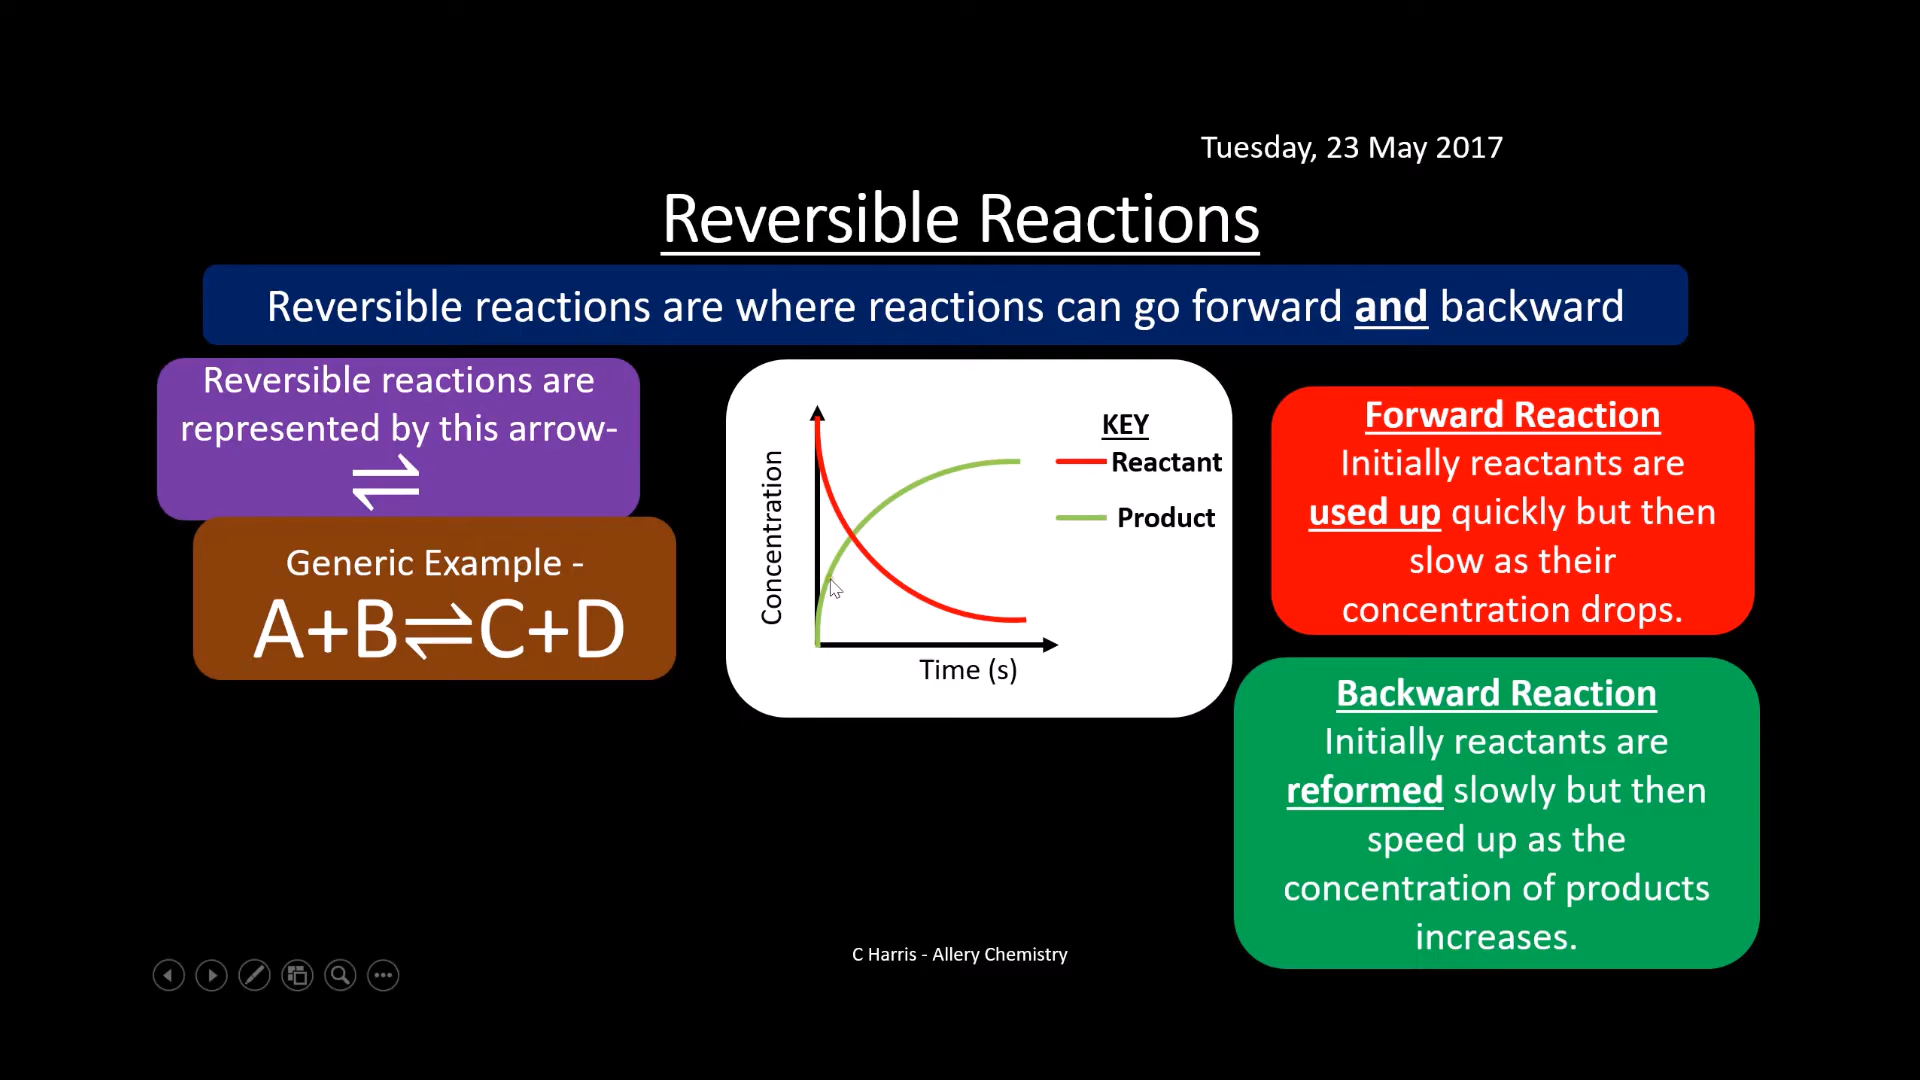 Tuesday, 23 May 2017
Reversible Reactions
Reversible reactions are where reactions can go forward and backward
Reversible reactions are
represented by this arrow-
⇌
Generic Example -
A+B⇌C+D
Concentration
Time (s)
KEY
Reactant
Product
Forward Reaction
Initially reactants are
used up quickly but then
slow as their
concentration drops.
Backward Reaction
Initially reactants are
reformed slowly but then
speed up as the
concentration of products
increases.
C Harris - Allery Chemistry